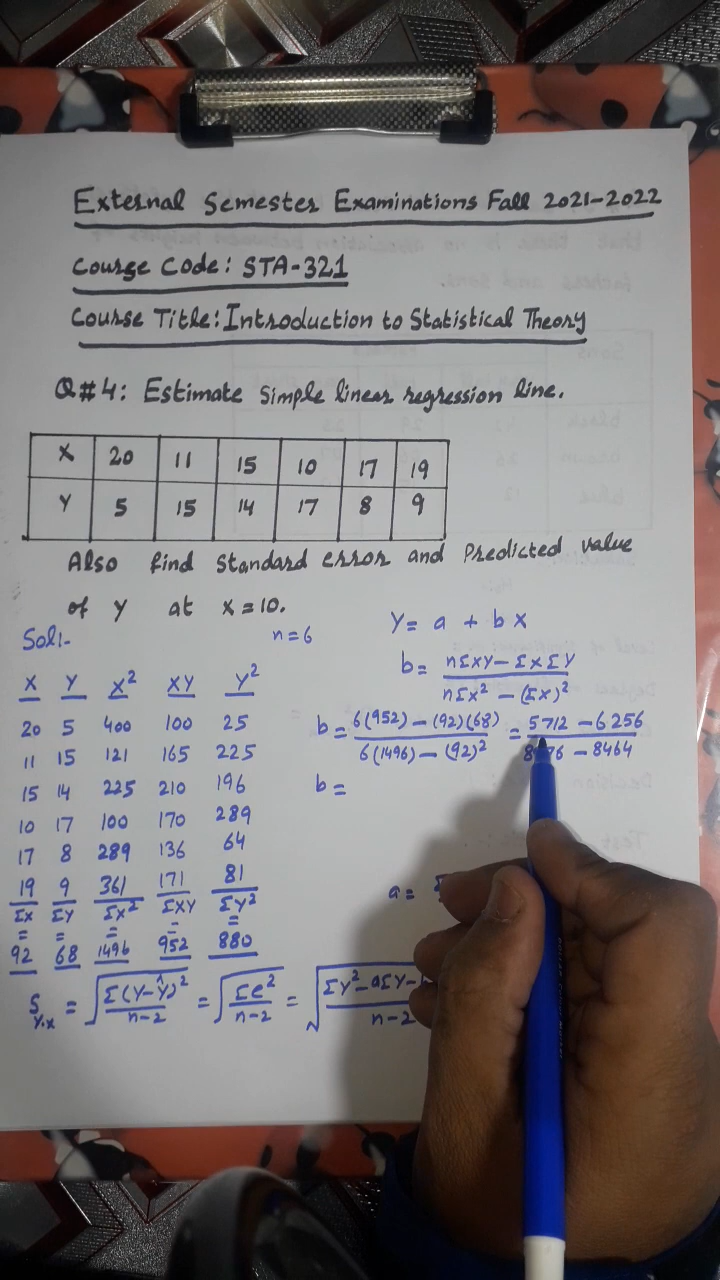 External Semester Examinations Fall 2021-2022
Course Code: STA-321
Course Title: Introduction to Statistical Theory
Q#4: Estimate Simple linear regression line.
X 20 11 15 10 17 19
Y 5 15 14 17 8 9
Also find standard error and Predicted value
of Y at X=10.
Sol:- n=6 Y= a + bX
b= nΣXY-ΣXΣY / nΣX²-(ΣX)²
X Y X² XY Y²
20 5 400 100 25 b= 6(952)-(92)(68) / 6(1496)-(92)² = 5712-6256 / -8464
11 15 121 165 225
15 14 225 210 196 b=
10 17 100 170 289
17 8 289 136 64
19 9 361 171 81 a=
ΣX ΣY ΣX² ΣXY ΣY²
= = = = =
92 68 1496 952 880
S_Y.X = √Σ(Y-Ŷ)²/n-2 = √Σe²/n-2 = √ΣY²-aΣY-/n-2